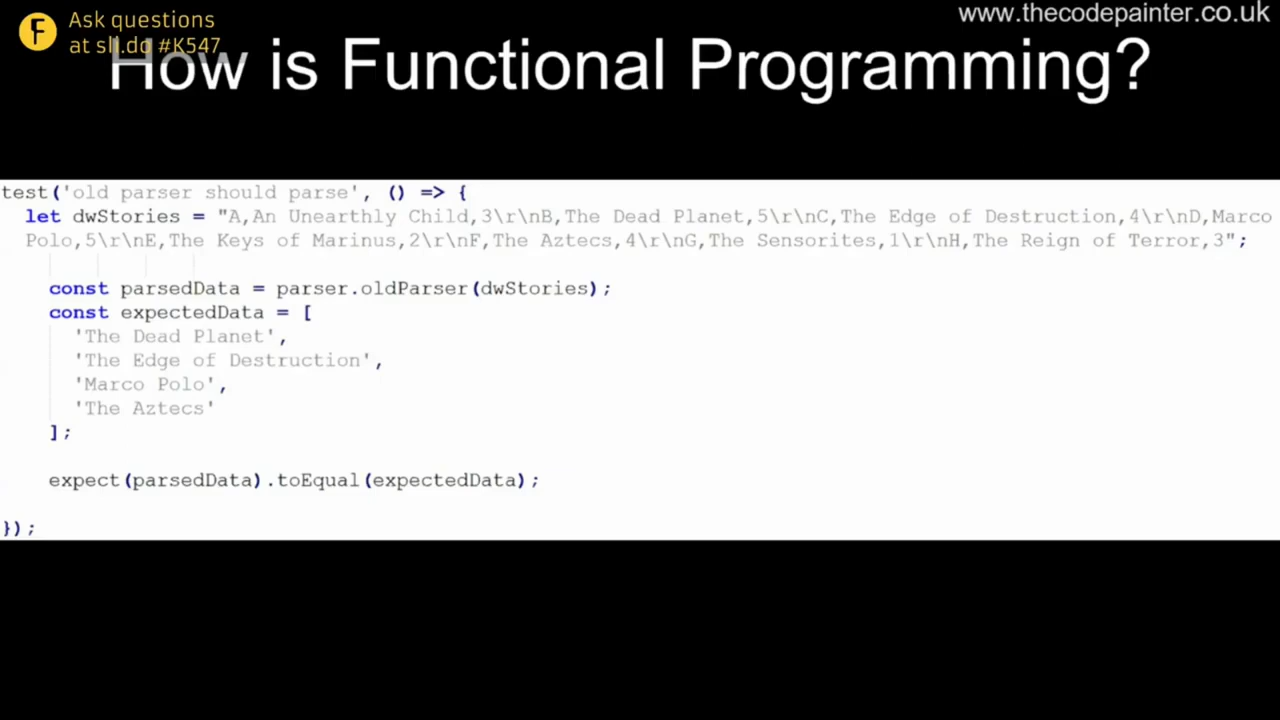 Ask questions
at sli.do #K547
www.thecodepainter.co.uk
How is Functional Programming?
test('old parser should parse', () => {
let dwStories = "A,An Unearthly Child,3\r\nB,The Dead Planet,5\r\nC,The Edge of Destruction,4\r\nD,Marco
Polo,5\r\nE,The Keys of Marinus,2\r\nF,The Aztecs,4\r\nG,The Sensorites,1\r\nH,The Reign of Terror,3";
const parsedData = parser.oldParser(dwStories);
const expectedData = [
'The Dead Planet',
'The Edge of Destruction',
'Marco Polo',
'The Aztecs'
];
expect(parsedData).toEqual(expectedData);
});